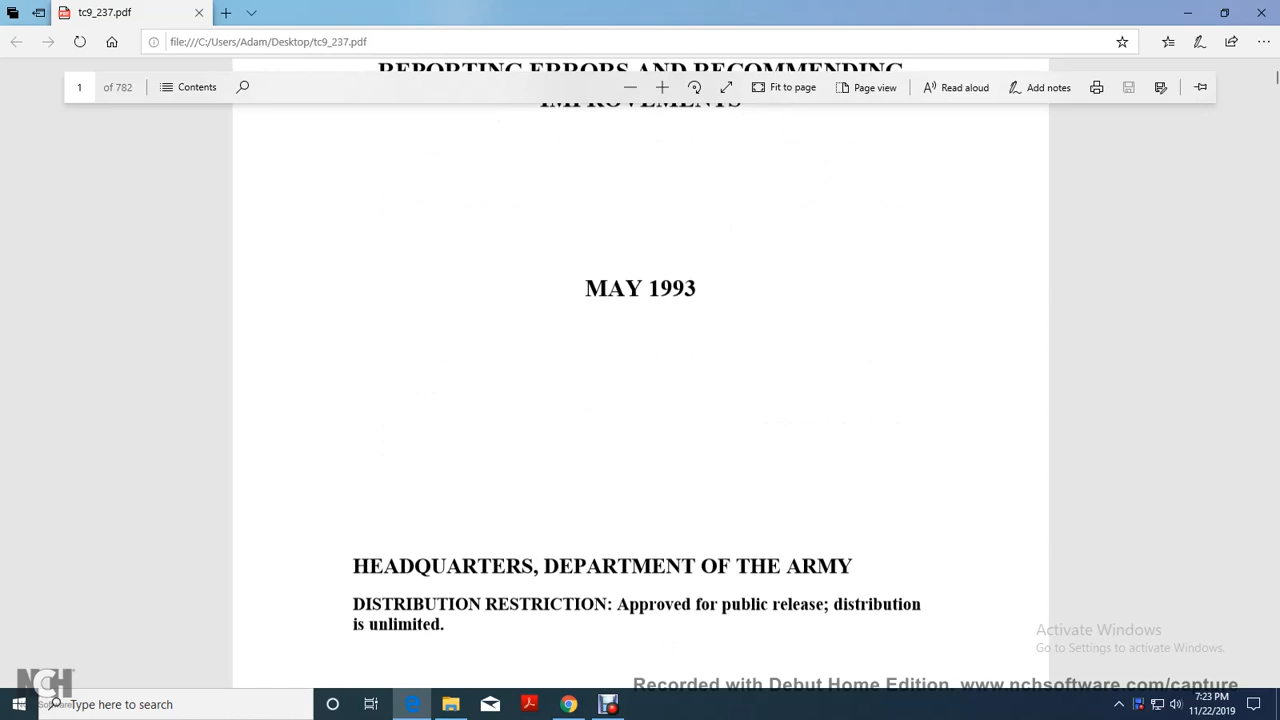 tc9_237.pdf
file:///C:/Users/Adam/Desktop/tc9_237.pdf
REPORTING ERRORS AND RECOMMENDING
IMPROVEMENTS
1 of 782 Contents Fit to page Page view Read aloud Add notes
MAY 1993
HEADQUARTERS, DEPARTMENT OF THE ARMY
DISTRIBUTION RESTRICTION: Approved for public release; distribution
is unlimited.
Activate Windows
Go to Settings to activate Windows.
NCH
Software
Recorded with Debut Home Edition. www.nchsoftware.com/capture
Type here to search
7:23 PM
11/22/2019